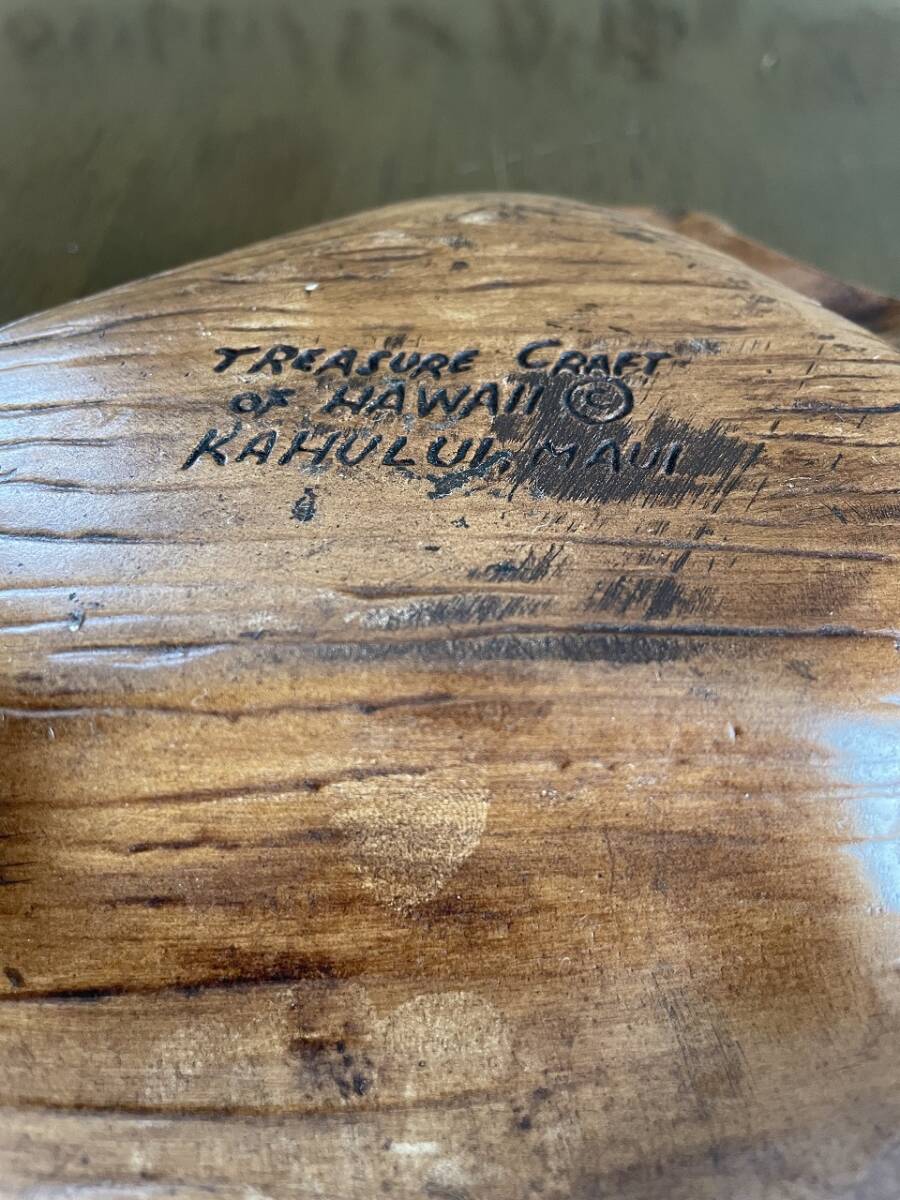 TREASURE CRAFT
OF HAWAII ©
KAHULUI, MAUI